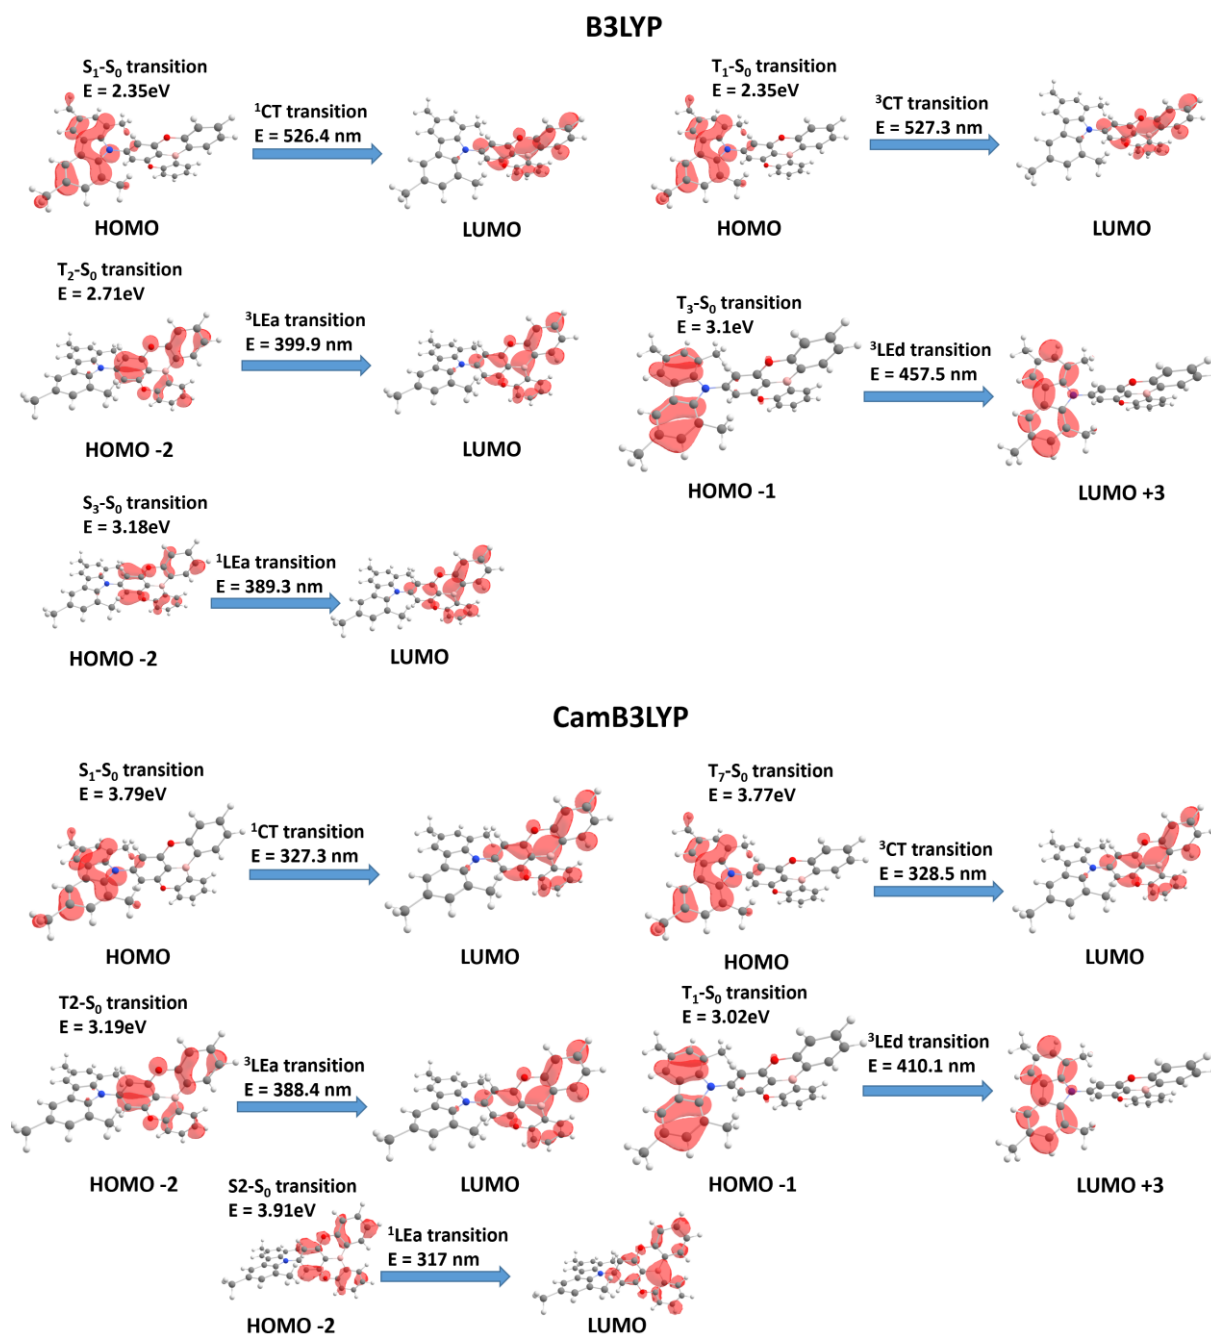 B3LYP
S₁-S₀ transition
E = 2.35eV
¹CT transition
E = 526.4 nm
HOMO
LUMO
T₁-S₀ transition
E = 2.35eV
³CT transition
E = 527.3 nm
HOMO
LUMO
T₂-S₀ transition
E = 2.71eV
³LEa transition
E = 399.9 nm
HOMO -2
LUMO
T₃-S₀ transition
E = 3.1eV
³LEd transition
E = 457.5 nm
HOMO -1
LUMO +3
S₃-S₀ transition
E = 3.18eV
¹LEa transition
E = 389.3 nm
HOMO -2
LUMO
CamB3LYP
S₁-S₀ transition
E = 3.79eV
¹CT transition
E = 327.3 nm
HOMO
LUMO
T₇-S₀ transition
E = 3.77eV
³CT transition
E = 328.5 nm
HOMO
LUMO
T2-S₀ transition
E = 3.19eV
³LEa transition
E = 388.4 nm
HOMO -2
LUMO
T₁-S₀ transition
E = 3.02eV
³LEd transition
E = 410.1 nm
HOMO -1
LUMO +3
S2-S₀ transition
E = 3.91eV
¹LEa transition
E = 317 nm
HOMO -2
LUMO